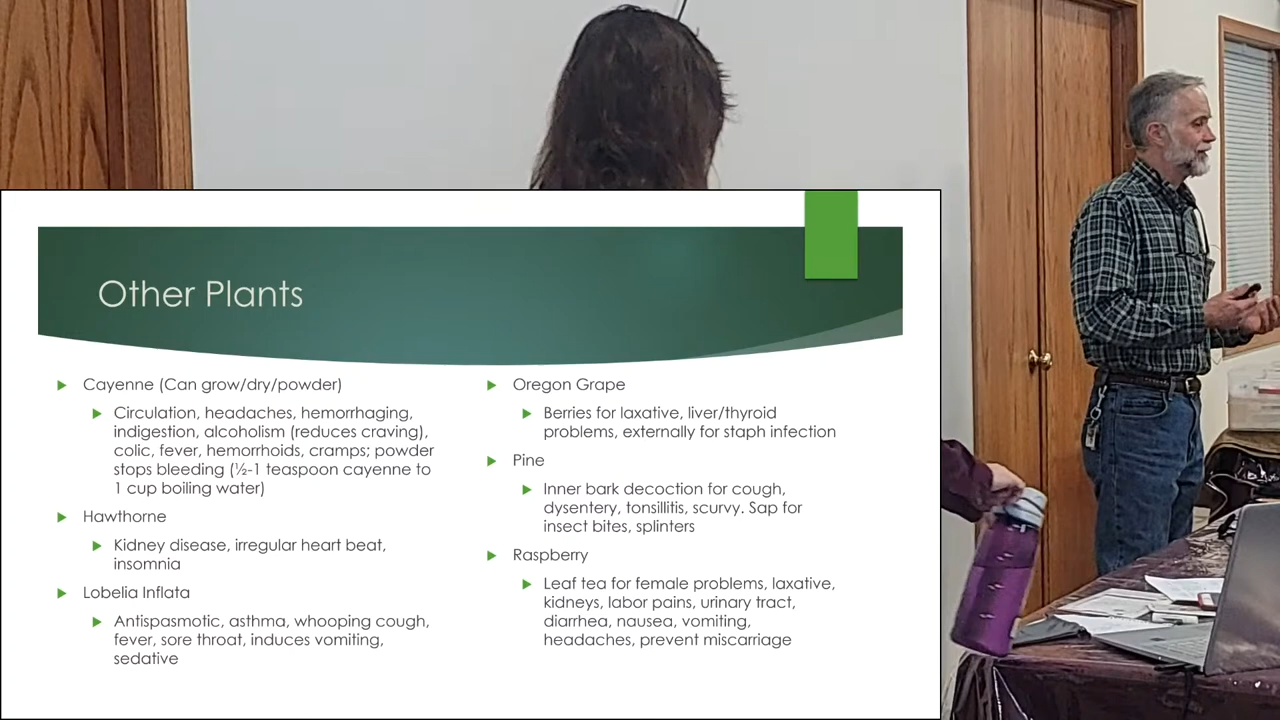 Other Plants
Cayenne (Can grow/dry/powder)
Circulation, headaches, hemorrhaging,
indigestion, alcoholism (reduces craving),
colic, fever, hemorrhoids, cramps; powder
stops bleeding (½-1 teaspoon cayenne to
1 cup boiling water)
Hawthorne
Kidney disease, irregular heart beat,
insomnia
Lobelia Inflata
Antispasmotic, asthma, whooping cough,
fever, sore throat, induces vomiting,
sedative
Oregon Grape
Berries for laxative, liver/thyroid
problems, externally for staph infection
Pine
Inner bark decoction for cough,
dysentery, tonsillitis, scurvy. Sap for
insect bites, splinters
Raspberry
Leaf tea for female problems, laxative,
kidneys, labor pains, urinary tract,
diarrhea, nausea, vomiting,
headaches, prevent miscarriage